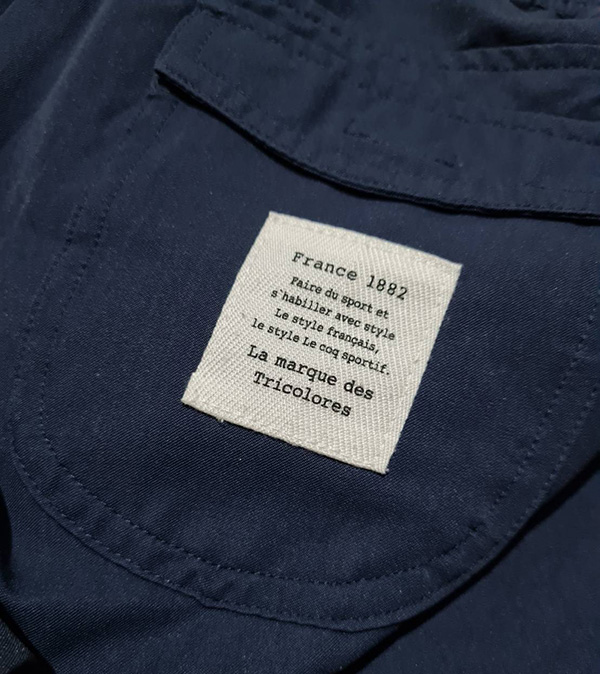 France 1882
Faire du sport et
s'habiller avec style
Le style français,
le style Le coq sportif.
La marque des
Tricolores